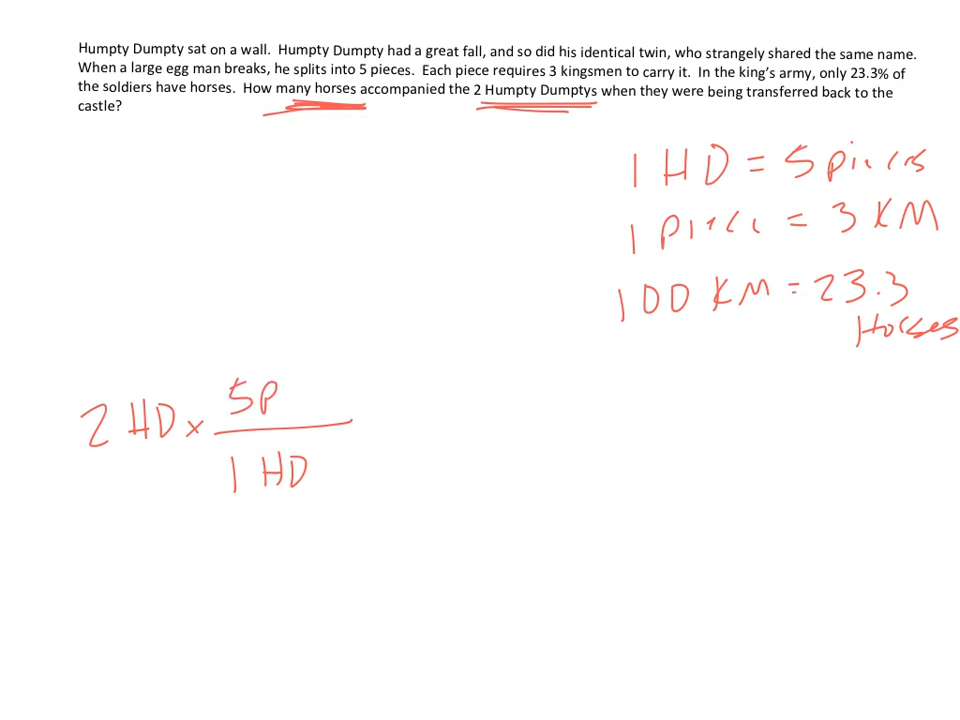 Humpty Dumpty sat on a wall. Humpty Dumpty had a great fall, and so did his identical twin, who strangely shared the same name.
When a large egg man breaks, he splits into 5 pieces. Each piece requires 3 kingsmen to carry it. In the king's army, only 23.3% of
the soldiers have horses. How many horses accompanied the 2 Humpty Dumptys when they were being transferred back to the
castle?
1 HD = 5 pieces
1 piece = 3 KM
100 KM = 23.3
Horses
2 HD x 5P
1 HD